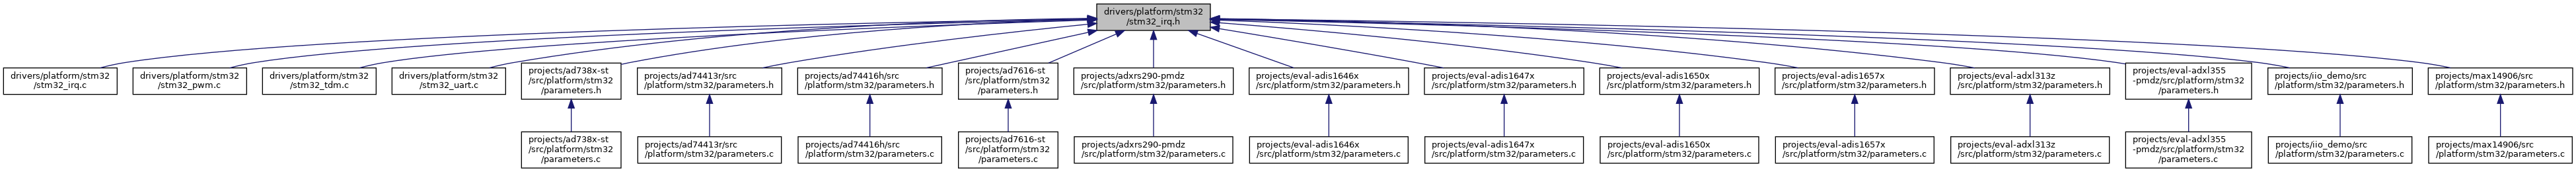 drivers/platform/stm32
/stm32_irq.h
drivers/platform/stm32
/stm32_irq.c
drivers/platform/stm32
/stm32_pwm.c
drivers/platform/stm32
/stm32_tdm.c
drivers/platform/stm32
/stm32_uart.c
projects/ad738x-st
/src/platform/stm32
/parameters.h
projects/ad74413r/src
/platform/stm32/parameters.h
projects/ad74416h/src
/platform/stm32/parameters.h
projects/ad7616-st
/src/platform/stm32
/parameters.h
projects/adxrs290-pmdz
/src/platform/stm32/parameters.h
projects/eval-adis1646x
/src/platform/stm32/parameters.h
projects/eval-adis1647x
/src/platform/stm32/parameters.h
projects/eval-adis1650x
/src/platform/stm32/parameters.h
projects/eval-adis1657x
/src/platform/stm32/parameters.h
projects/eval-adxl313z
/src/platform/stm32/parameters.h
projects/eval-adxl355
-pmdz/src/platform/stm32
/parameters.h
projects/iio_demo/src
/platform/stm32/parameters.h
projects/max14906/src
/platform/stm32/parameters.h
projects/ad738x-st
/src/platform/stm32
/parameters.c
projects/ad74413r/src
/platform/stm32/parameters.c
projects/ad74416h/src
/platform/stm32/parameters.c
projects/ad7616-st
/src/platform/stm32
/parameters.c
projects/adxrs290-pmdz
/src/platform/stm32/parameters.c
projects/eval-adis1646x
/src/platform/stm32/parameters.c
projects/eval-adis1647x
/src/platform/stm32/parameters.c
projects/eval-adis1650x
/src/platform/stm32/parameters.c
projects/eval-adis1657x
/src/platform/stm32/parameters.c
projects/eval-adxl313z
/src/platform/stm32/parameters.c
projects/eval-adxl355
-pmdz/src/platform/stm32
/parameters.c
projects/iio_demo/src
/platform/stm32/parameters.c
projects/max14906/src
/platform/stm32/parameters.c